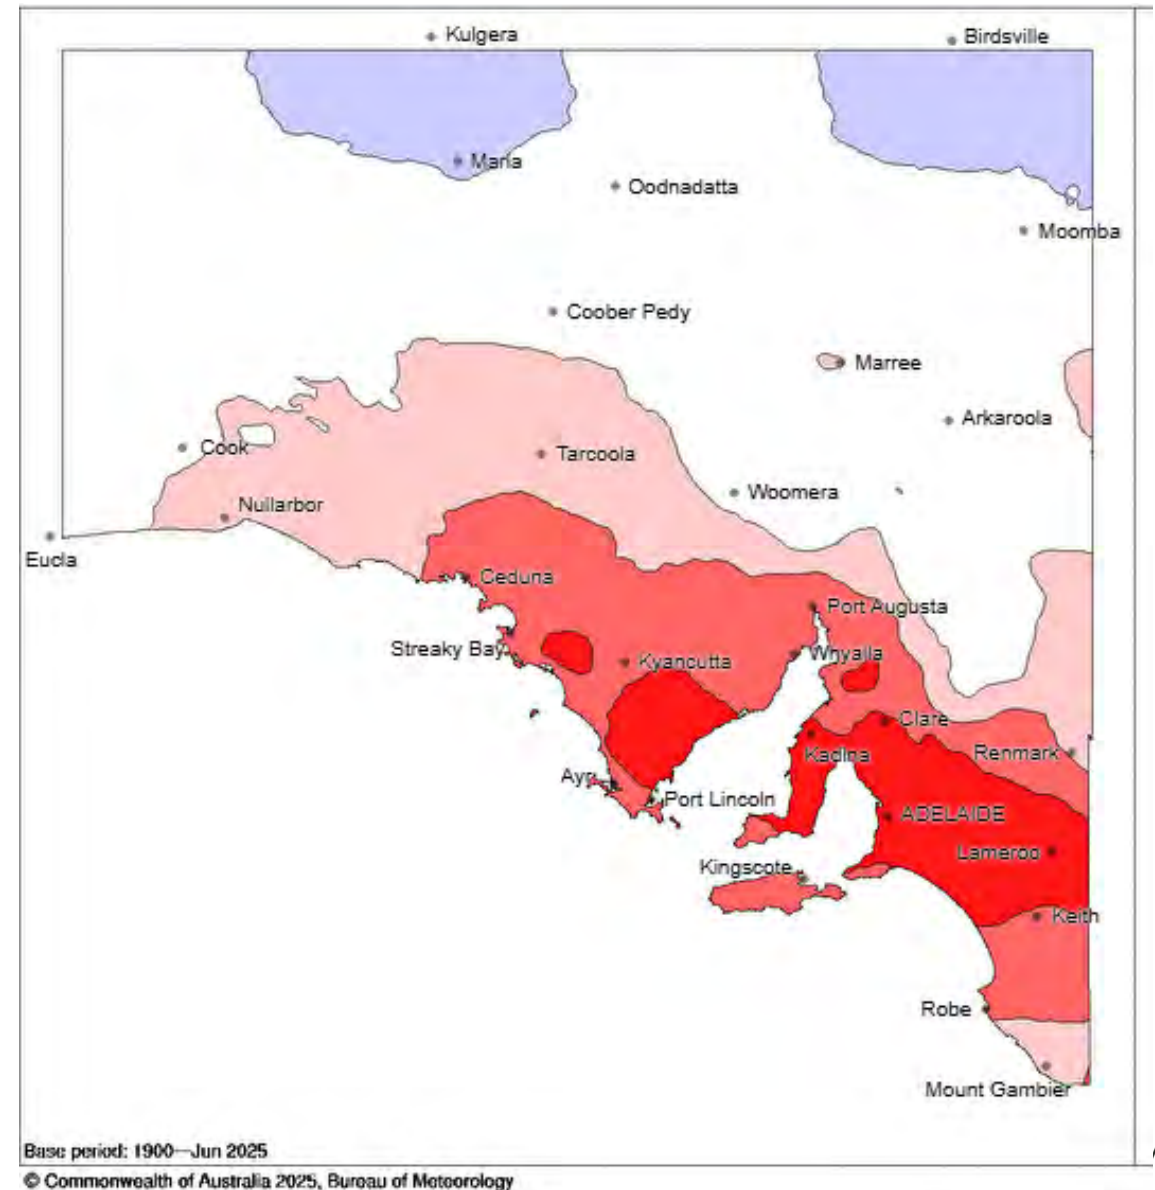 Kulgera
Birdsville
Marla
Oodnadatta
Moomba
Coober Pedy
Marree
Arkaroola
Cook
Tarcoola
Woomera
Nullarbor
Eucla
Ceduna
Port Augusta
Streaky Bay
Whyalla
Kyancutta
Clare
Renmark
Kadina
Port Lincoln
ADELAIDE
Lameroo
Kingscote
Keith
Robe
Mount Gambier
Base period: 1900—Jun 2025
© Commonwealth of Australia 2025, Bureau of Meteorology